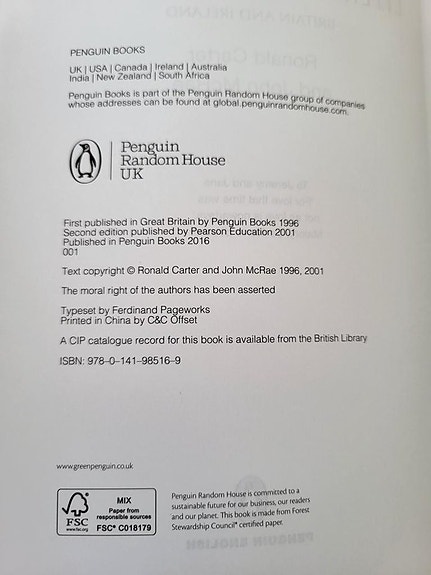 PENGUIN BOOKS
UK | USA | Canada | Ireland | Australia
India | New Zealand | South Africa
Penguin Books is part of the Penguin Random House group of companies
whose addresses can be found at global.penguinrandomhouse.com.
Penguin
Random House
UK
First published in Great Britain by Penguin Books 1996
Second edition published by Pearson Education 2001
Published in Penguin Books 2016
001
Text copyright © Ronald Carter and John McRae 1996, 2001
The moral right of the authors has been asserted
Typeset by Ferdinand Pageworks
Printed in China by C&C Offset
A CIP catalogue record for this book is available from the British Library
ISBN: 978–0–141–98516–9
www.greenpenguin.co.uk
FSC
www.fsc.org
MIX
Paper from
responsible sources
FSC® C018179
Penguin Random House is committed to a
sustainable future for our business, our readers
and our planet. This book is made from Forest
Stewardship Council® certified paper.